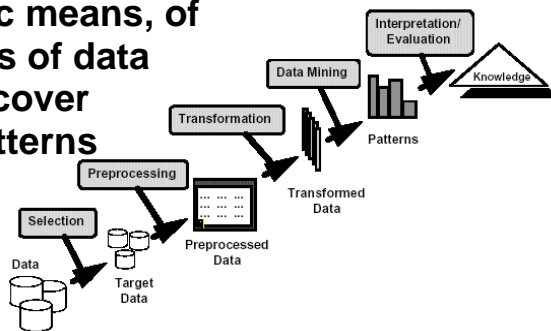 ic means, of
s of data
cover
tterns
Interpretation/
Evaluation
Data Mining
Knowledge
Transformation
Patterns
Preprocessing
Transformed
Data
Selection
Preprocessed
Data
Data
Target
Data